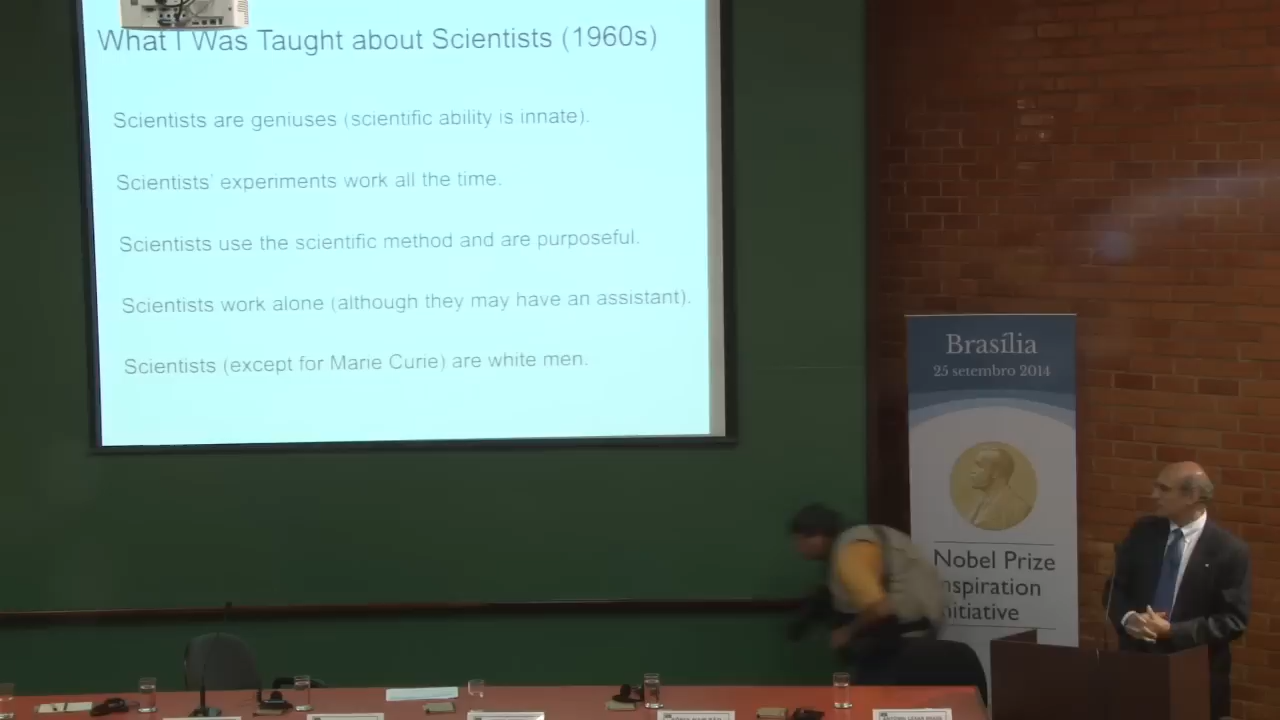 What I Was Taught about Scientists (1960s)
Scientists are geniuses (scientific ability is innate).
Scientists' experiments work all the time.
Scientists use the scientific method and are purposeful.
Scientists work alone (although they may have an assistant).
Scientists (except for Marie Curie) are white men.
Brasília
25 setembro 2014
Nobel Prize
nspiration
nitiative